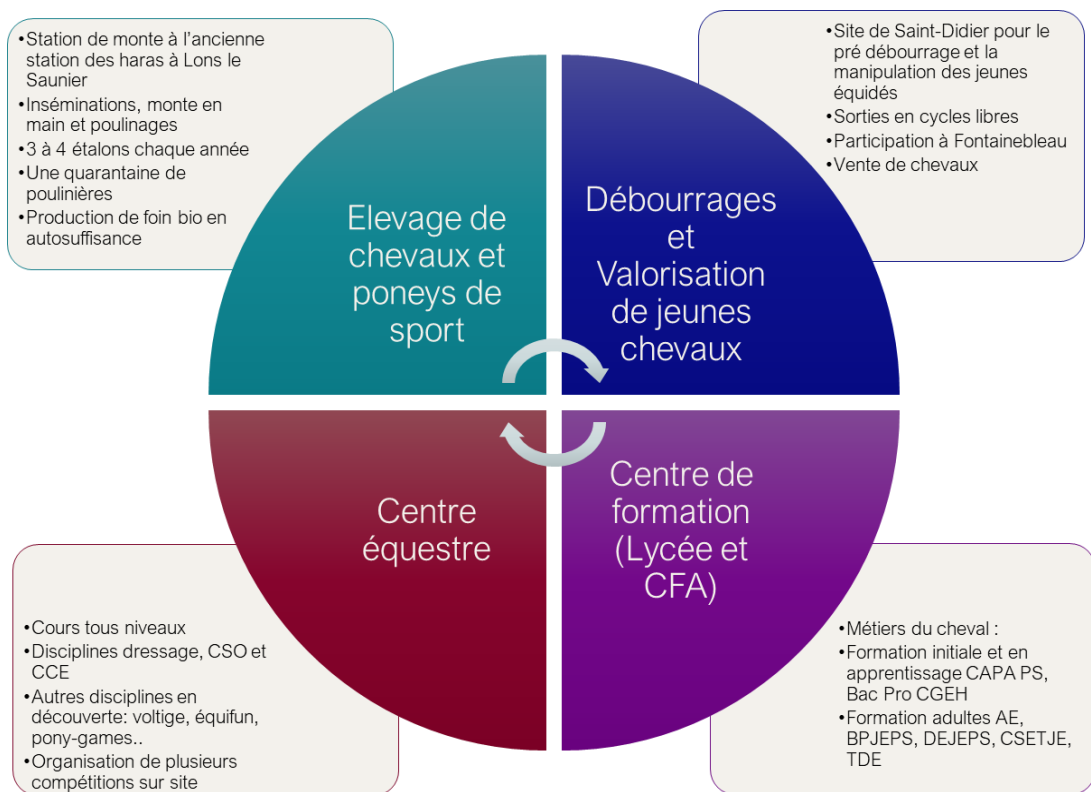 •Station de monte à l'ancienne
station des haras à Lons le
Saunier
•Inséminations, monte en
main et poulinages
•3 à 4 étalons chaque année
•Une quarantaine de
poulinières
•Production de foin bio en
autosuffisance
Elevage de
chevaux et
poneys de
sport
•Site de Saint-Didier pour le
pré débourrage et la
manipulation des jeunes
équidés
•Sorties en cycles libres
•Participation à Fontainebleau
•Vente de chevaux
Débourrages
et
Valorisation
de jeunes
chevaux
Centre
équestre
•Cours tous niveaux
•Disciplines dressage, CSO et
CCE
•Autres disciplines en
découverte: voltige, équifun,
pony-games..
•Organisation de plusieurs
compétitions sur site
Centre de
formation
(Lycée et
CFA)
•Métiers du cheval :
•Formation initiale et en
apprentissage CAPA PS,
Bac Pro CGEH
•Formation adultes AE,
BPJEPS, DEJEPS, CSETJE,
TDE